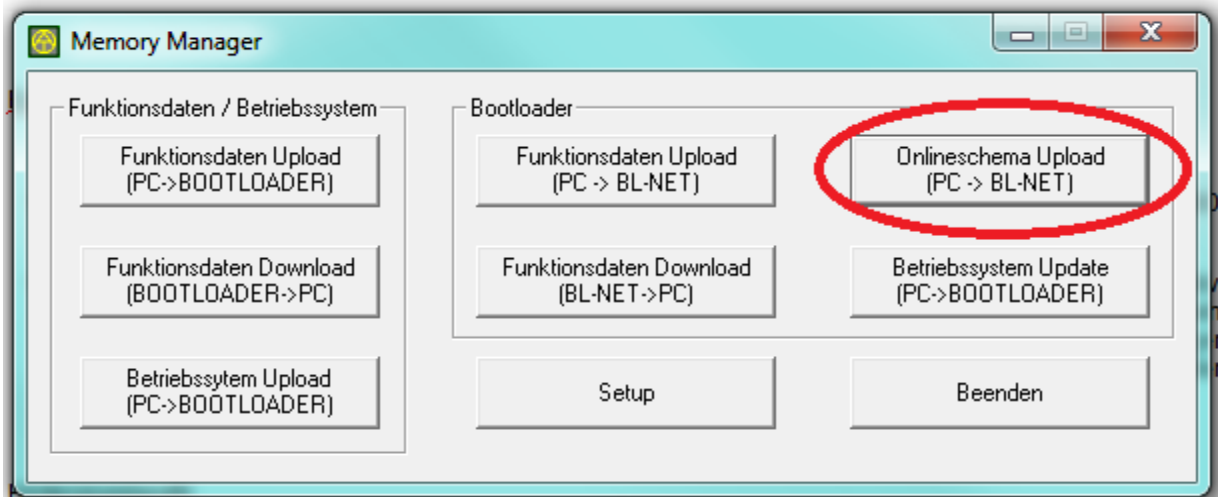 Memory Manager
Funktionsdaten / Betriebssystem
Funktionsdaten Upload
(PC->BOOTLOADER)
Funktionsdaten Download
(BOOTLOADER->PC)
Betriebssytem Upload
(PC->BOOTLOADER)
Bootloader
Funktionsdaten Upload
(PC -> BL-NET)
Onlineschema Upload
(PC -> BL-NET)
Funktionsdaten Download
(BL-NET->PC)
Betriebssystem Update
(PC->BOOTLOADER)
Setup
Beenden